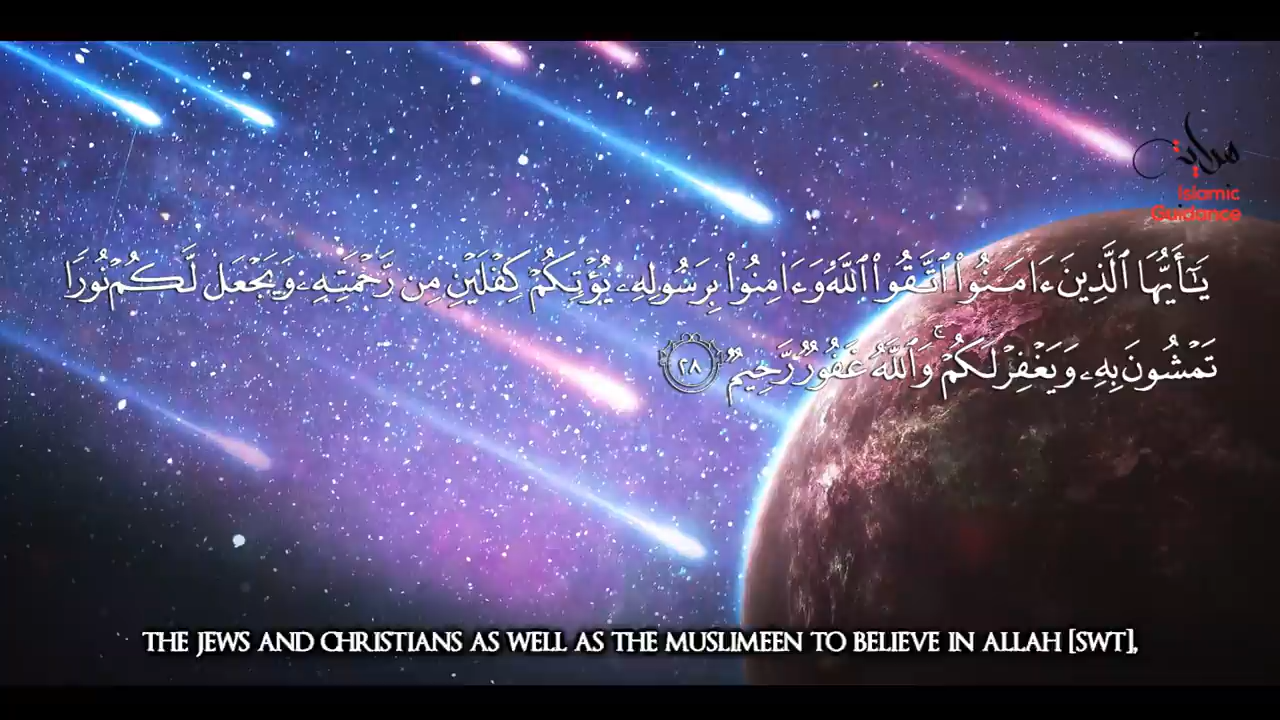 هداية
Islamic
Guidance
يَـٰٓأَيُّهَا ٱلَّذِينَ ءَامَنُوا۟ ٱتَّقُوا۟ ٱللَّهَ وَءَامِنُوا۟ بِرَسُولِهِۦ يُؤْتِكُمْ كِفْلَيْنِ مِن رَّحْمَتِهِۦ وَيَجْعَل لَّكُمْ نُورًا
تَمْشُونَ بِهِۦ وَيَغْفِرْ لَكُمْ ۚ وَٱللَّهُ غَفُورٌ رَّحِيمٌ ٢٨
THE JEWS AND CHRISTIANS AS WELL AS THE MUSLIMEEN TO BELIEVE IN ALLAH [SWT],